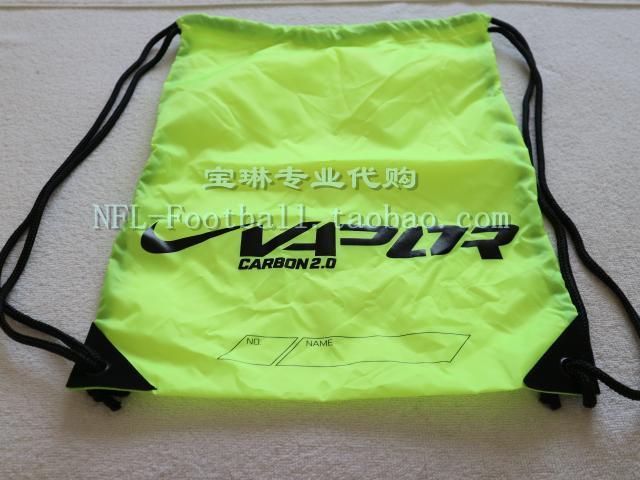 宝琳专业代购
NFL-Football.taobao.com
VAPOR
CARBON 2.0
NO.
NAME